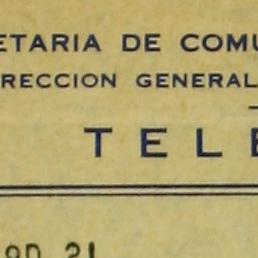 ETARIA DE COMU
RECCION GENERAL
TELE